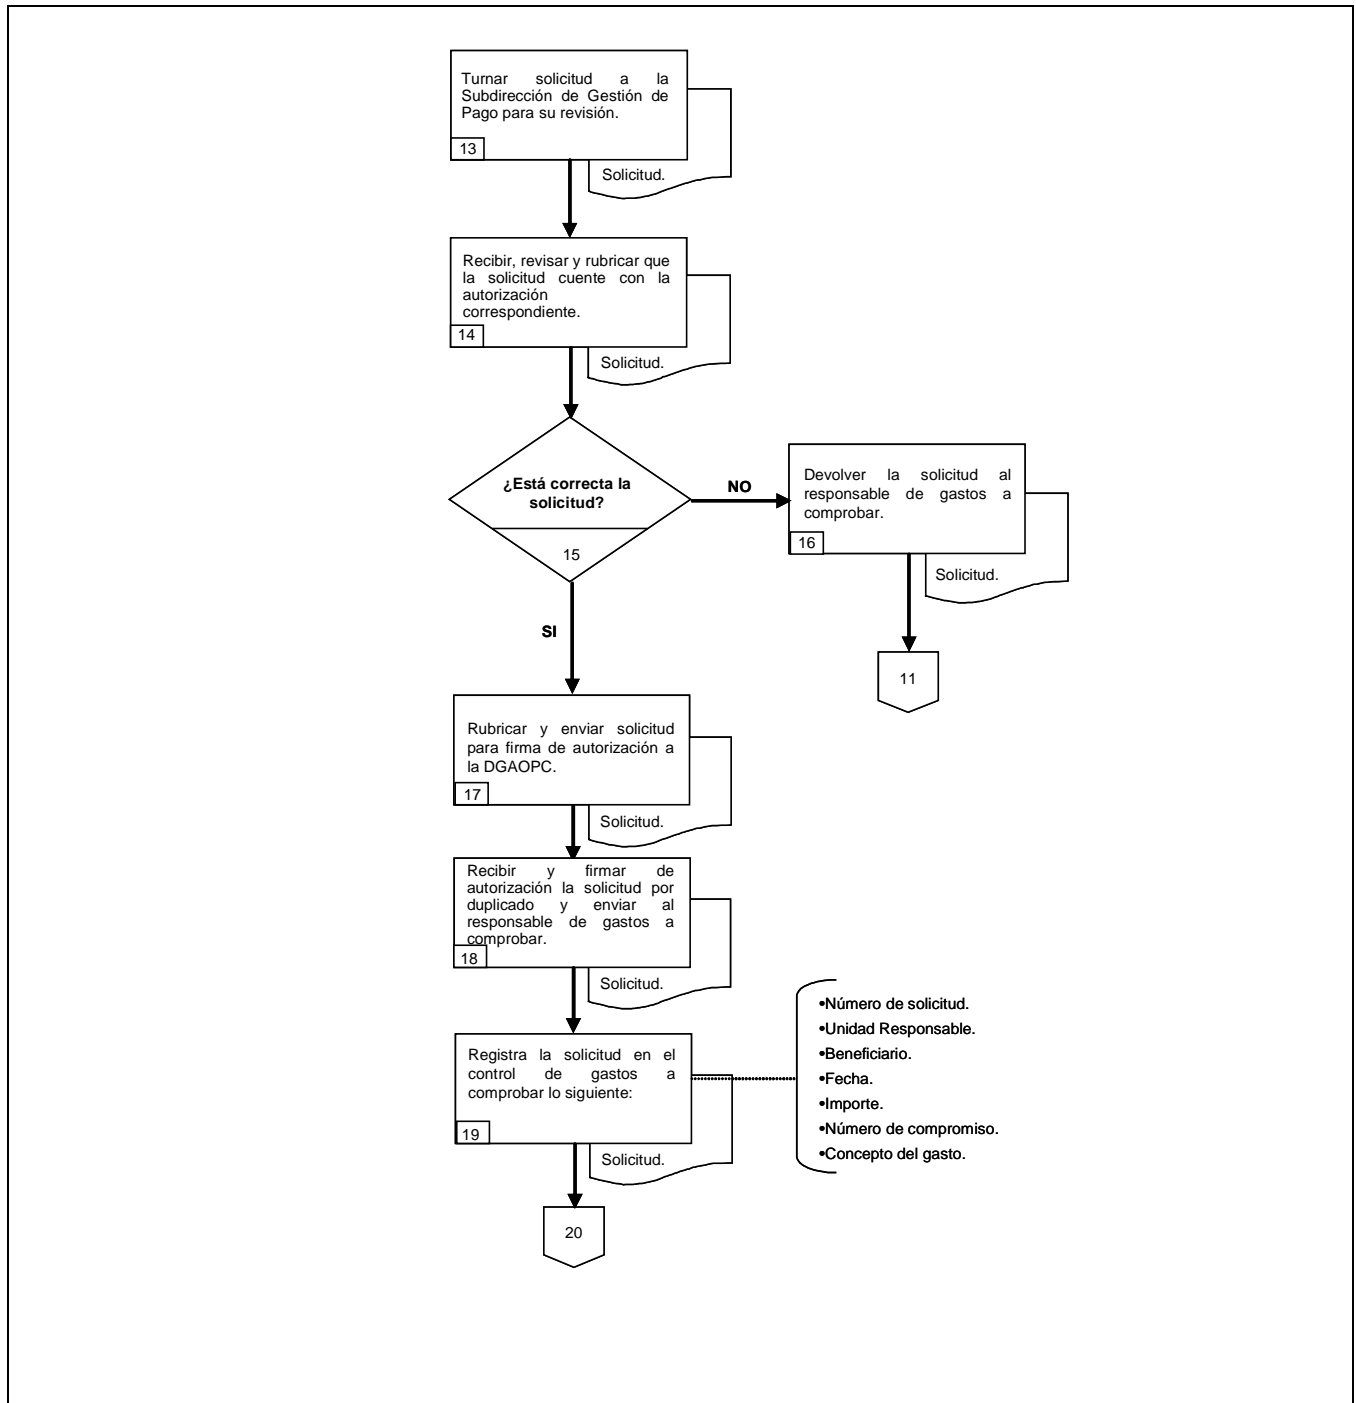 Turnar solicitud a la
Subdirección de Gestión de
Pago para su revisión.
13
Solicitud.
Recibir, revisar y rubricar que
la solicitud cuente con la
autorización
correspondiente.
14
Solicitud.
¿Está correcta la
solicitud?
15
NO
Devolver la solicitud al
responsable de gastos a
comprobar.
16
Solicitud.
11
SI
Rubricar y enviar solicitud
para firma de autorización a
la DGAOPC.
17
Solicitud.
Recibir y firmar de
autorización la solicitud por
duplicado y enviar al
responsable de gastos a
comprobar.
18
Solicitud.
Registra la solicitud en el
control de gastos a
comprobar lo siguiente:
19
Solicitud.
•Número de solicitud.
•Unidad Responsable.
•Beneficiario.
•Fecha.
•Importe.
•Número de compromiso.
•Concepto del gasto.
20